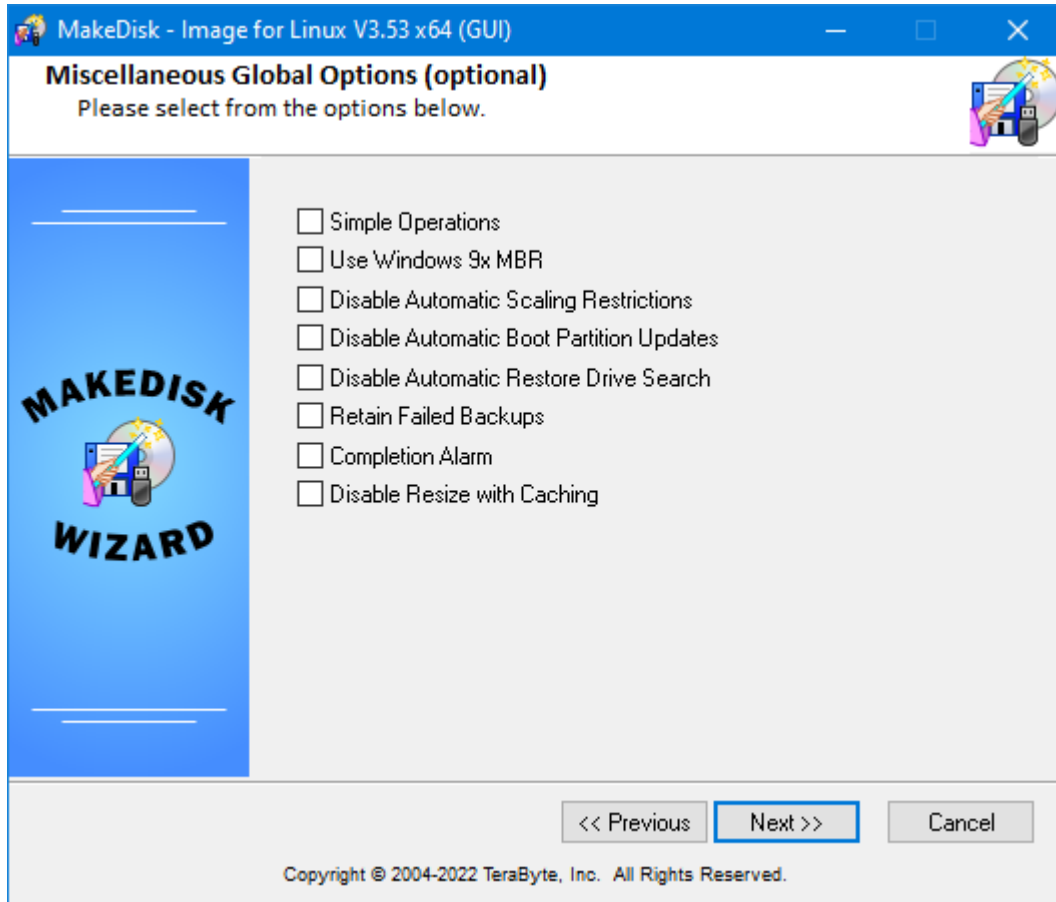 MakeDisk - Image for Linux V3.53 x64 (GUI)
Miscellaneous Global Options (optional)
Please select from the options below.
Simple Operations
Use Windows 9x MBR
Disable Automatic Scaling Restrictions
Disable Automatic Boot Partition Updates
Disable Automatic Restore Drive Search
Retain Failed Backups
Completion Alarm
Disable Resize with Caching
MAKEDISK
WIZARD
<< Previous
Next >>
Cancel
Copyright © 2004-2022 TeraByte, Inc. All Rights Reserved.